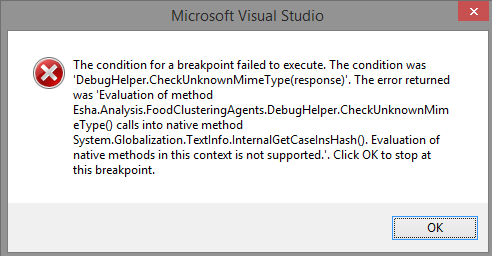 Microsoft Visual Studio
The condition for a breakpoint failed to execute. The condition was
'DebugHelper.CheckUnknownMimeType(response)'. The error returned
was 'Evaluation of method
Esha.Analysis.FoodClusteringAgents.DebugHelper.CheckUnknownMim
eType() calls into native method
System.Globalization.TextInfo.InternalGetCaseInsHash(). Evaluation of
native methods in this context is not supported.'. Click OK to stop at
this breakpoint.
OK